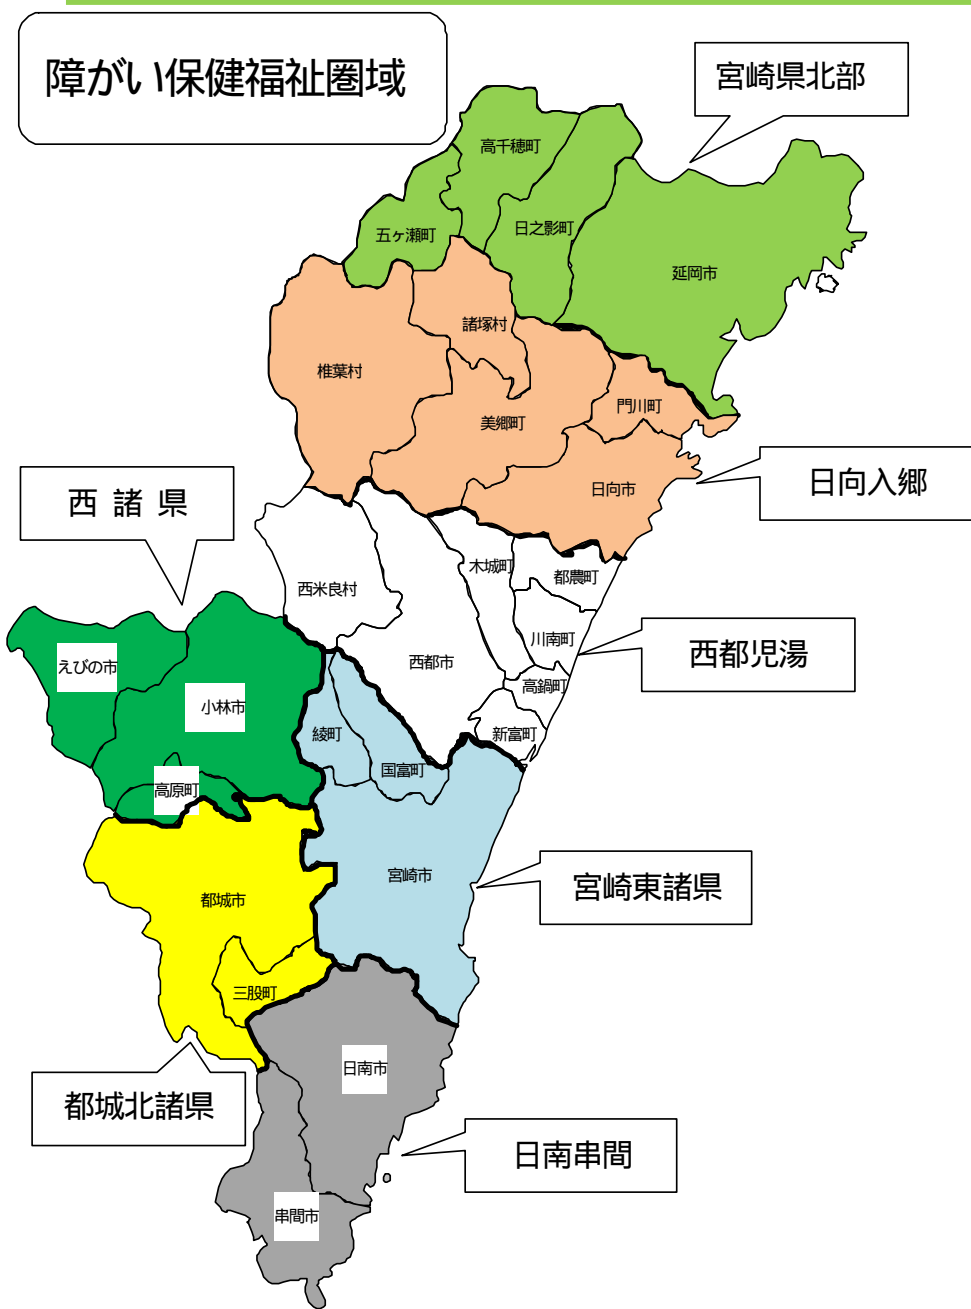 障がい保健福祉圏域
宮崎県北部
高千穂町
日之影町
五ヶ瀬町
延岡市
諸塚村
椎葉村
門川町
美郷町
日向市
日向入郷
西 諸 県
木城町
都農町
西米良村
川南町
西都市
西都児湯
えびの市
高鍋町
小林市
綾町
新富町
国富町
高原町
宮崎市
宮崎東諸県
都城市
三股町
日南市
都城北諸県
日南串間
串間市